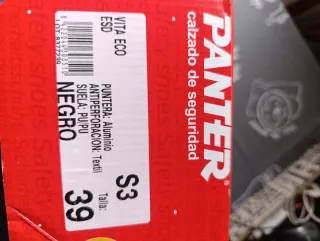 PANTER
calzado de seguridad
VITA ECO
ESD
PUNTERA: Aluminio
ANTIPERFORACION: Textil
SUELA: PU/PU
NEGRO
S3
Talla:
39